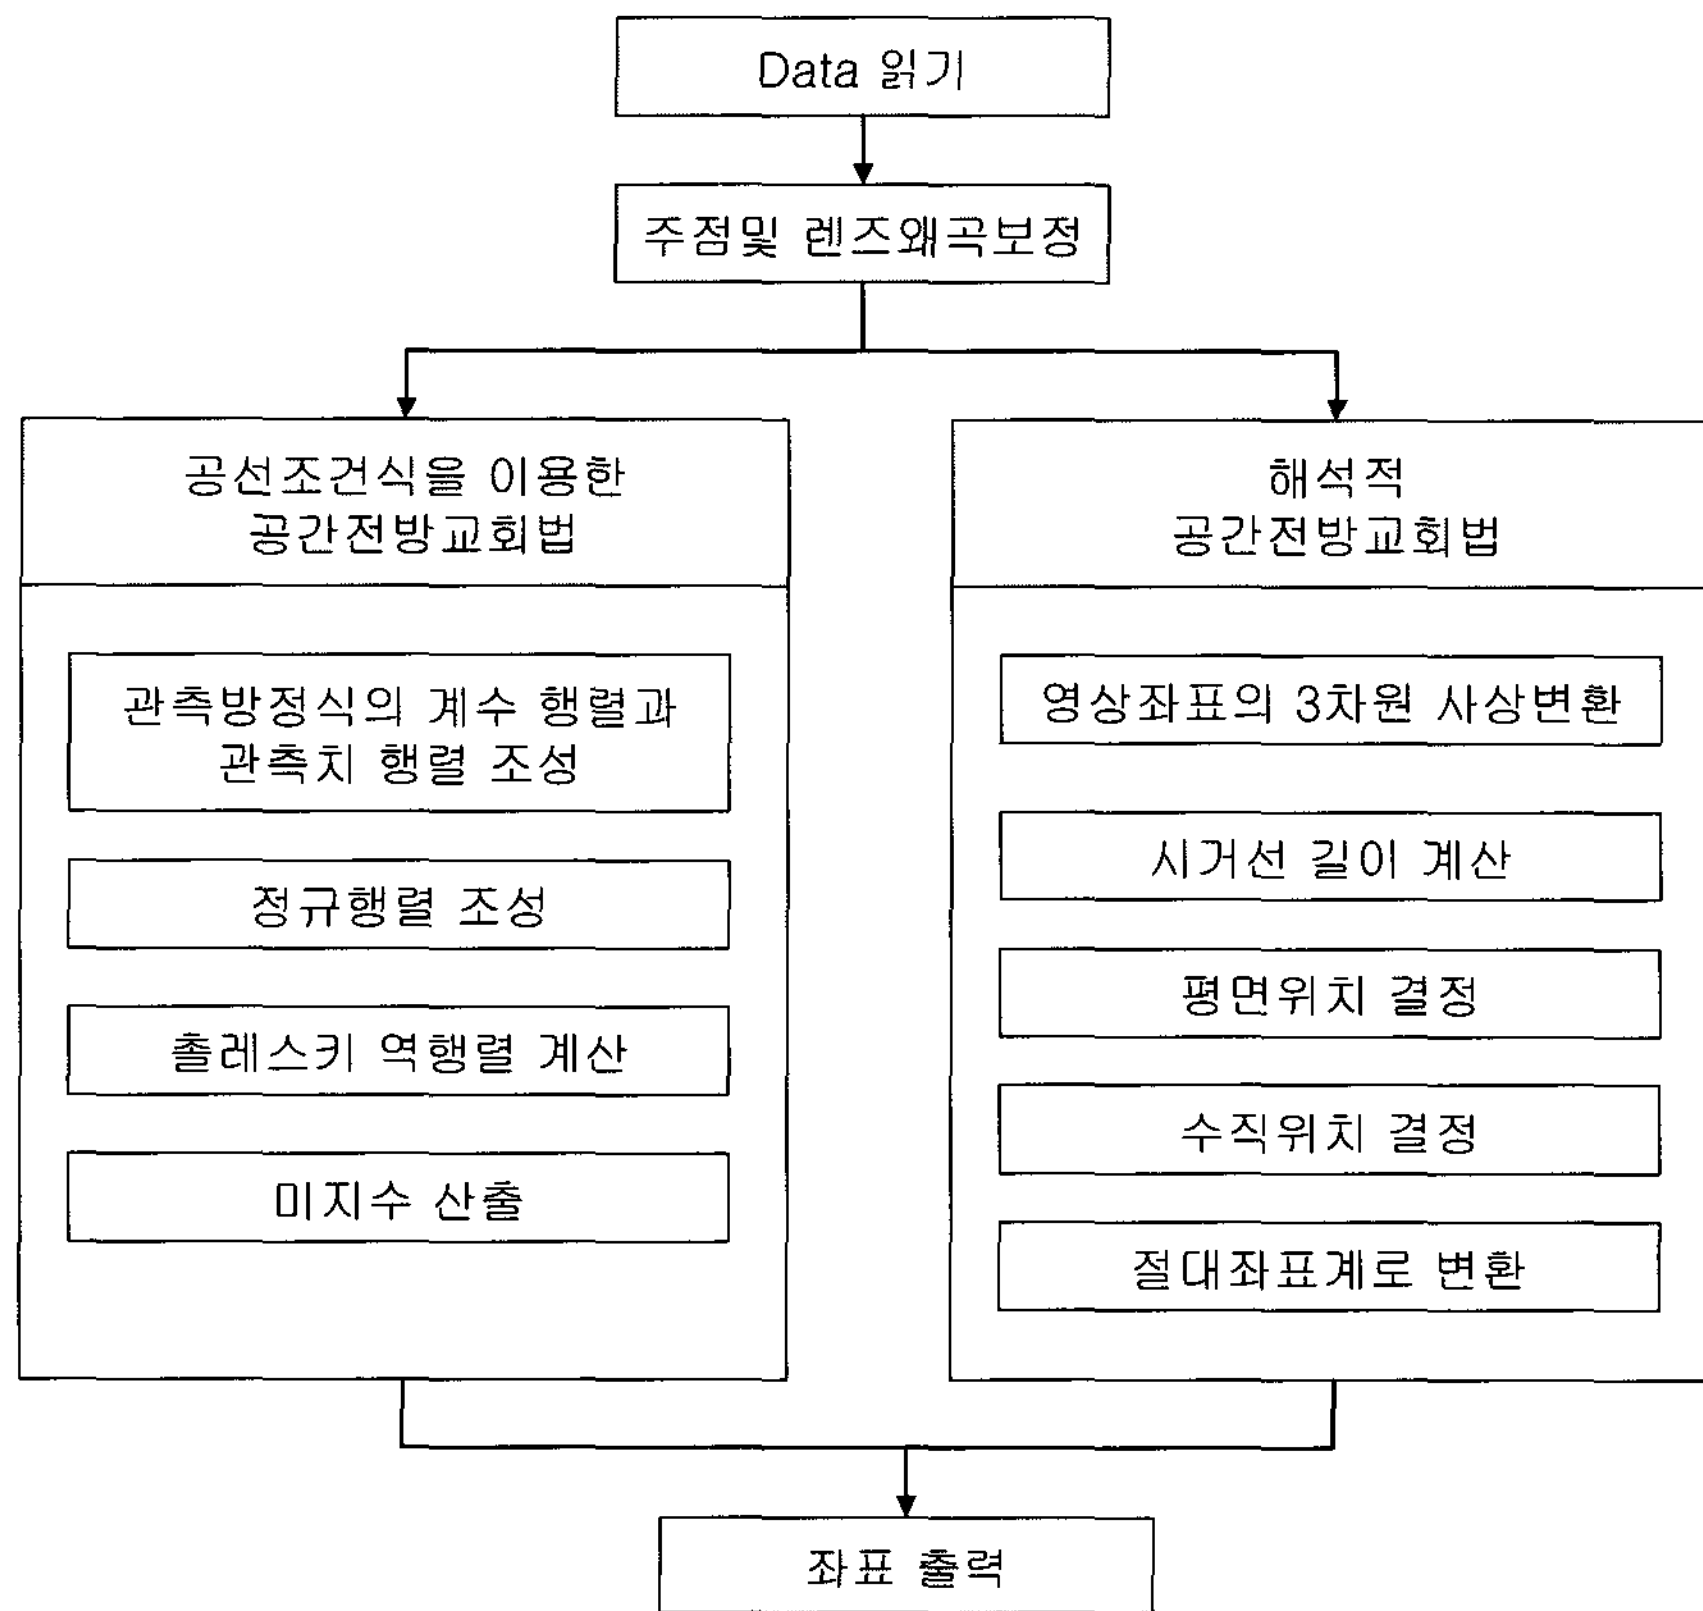 Data 읽기
주점및 렌즈왜곡보정
공선조건식을 이용한
공간전방교회법
관측방정식의 계수 행렬과
관측치 행렬 조성
정규행렬 조성
촐레스키 역행렬 계산
미지수 산출
해석적
공간전방교회법
영상좌표의 3차원 사상변환
시거선 길이 계산
평면위치 결정
수직위치 결정
절대좌표계로 변환
좌표 출력